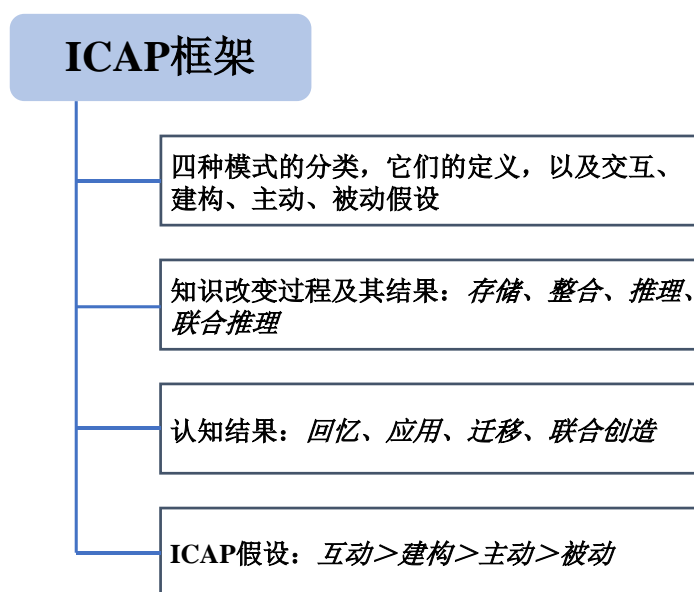 ICAP框架
四种模式的分类，它们的定义，以及交互、
建构、主动、被动假设
知识改变过程及其结果：存储、整合、推理、
联合推理
认知结果：回忆、应用、迁移、联合创造
ICAP假设：互动＞建构＞主动＞被动